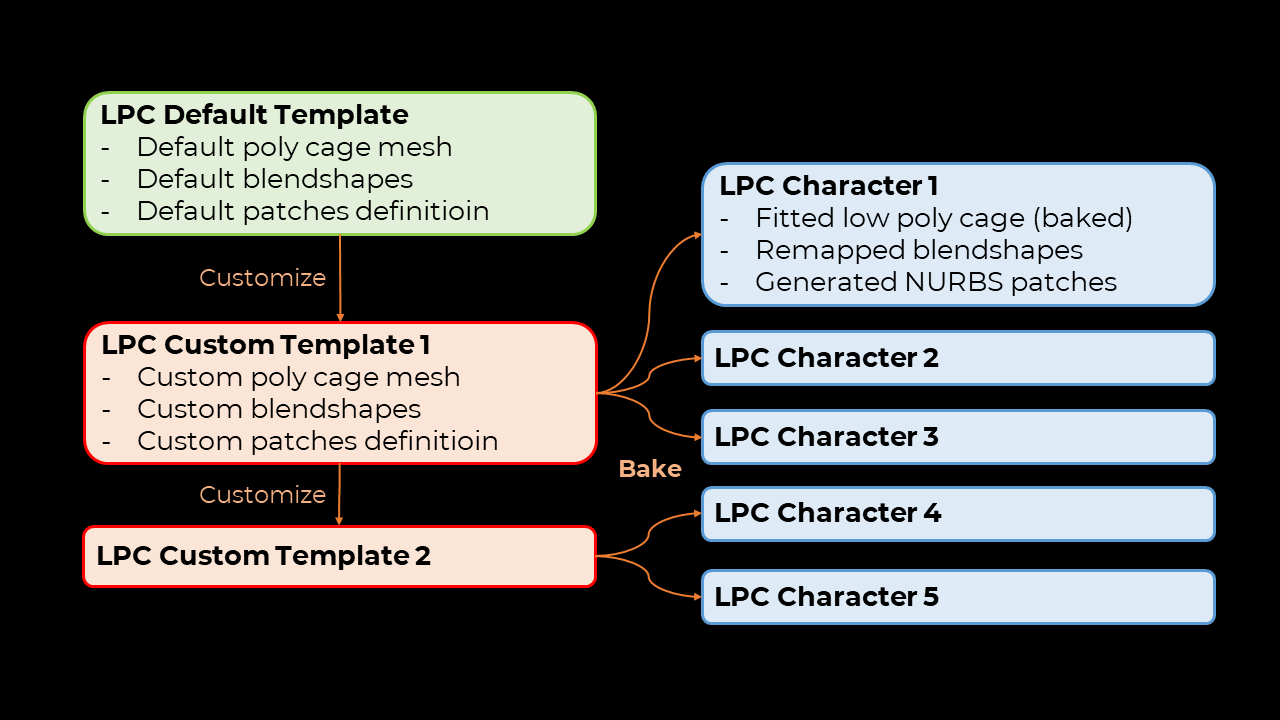 LPC Default Template
- Default poly cage mesh
- Default blendshapes
- Default patches definitioin
Customize
LPC Custom Template 1
- Custom poly cage mesh
- Custom blendshapes
- Custom patches definitioin
Customize
LPC Custom Template 2
Bake
LPC Character 1
- Fitted low poly cage (baked)
- Remapped blendshapes
- Generated NURBS patches
LPC Character 2
LPC Character 3
LPC Character 4
LPC Character 5